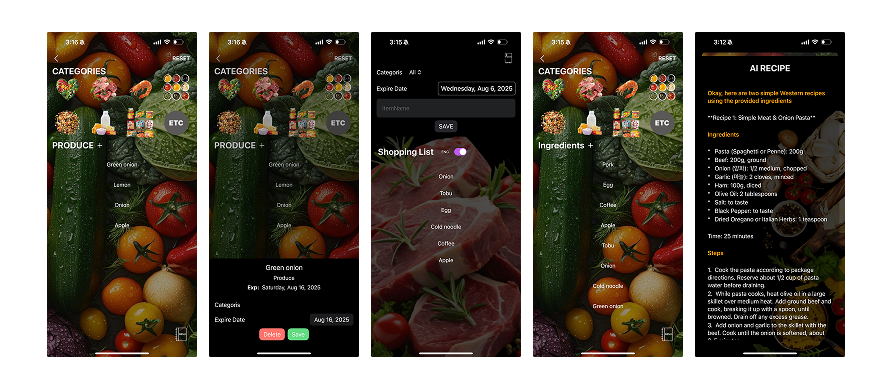 3:16
RESET
CATEGORIES
ETC
PRODUCE +
Green onion
Lemon
Onion
Apple
3:16
RESET
CATEGORIES
ETC
PRODUCE +
Green onion
Lemon
Onion
Apple
Green onion
Produce
Exp: Saturday, Aug 16, 2025
Categoris
Expire Date Aug 16, 2025
Delete Save
3:15
Categoris All
Expire Date Wednesday, Aug 6, 2025
ItemName
SAVE
Shopping List ENG
Onion
Tobu
Egg
Cold noodle
Coffee
Apple
3:16
RESET
CATEGORIES
ETC
Ingredients +
Pork
Egg
Coffee
Apple
Tobu
Onion
Cold noodle
Green onion
3:12
AI RECIPE
Okay, here are two simple Western recipes
using the provided ingredients
**Recipe 1: Simple Meat & Onion Pasta**
Ingredients
* Pasta (Spaghetti or Penne): 200g
* Beef: 200g, ground
* Onion (양파): 1/2 medium, chopped
* Garlic (마늘): 2 cloves, minced
* Ham: 100g, diced
* Olive Oil: 2 tablespoons
* Salt: to taste
* Black Pepper: to taste
* Dried Oregano or Italian Herbs: 1 teaspoon
Time: 25 minutes
Steps
1. Cook the pasta according to package
directions. Reserve about 1/2 cup of pasta
water before draining.
2. While pasta cooks, heat olive oil in a large
skillet over medium heat. Add ground beef and
cook, breaking it up with a spoon, until
browned. Drain off any excess grease.
3. Add onion and garlic to the skillet with the
beef. Cook until the onion is softened, about